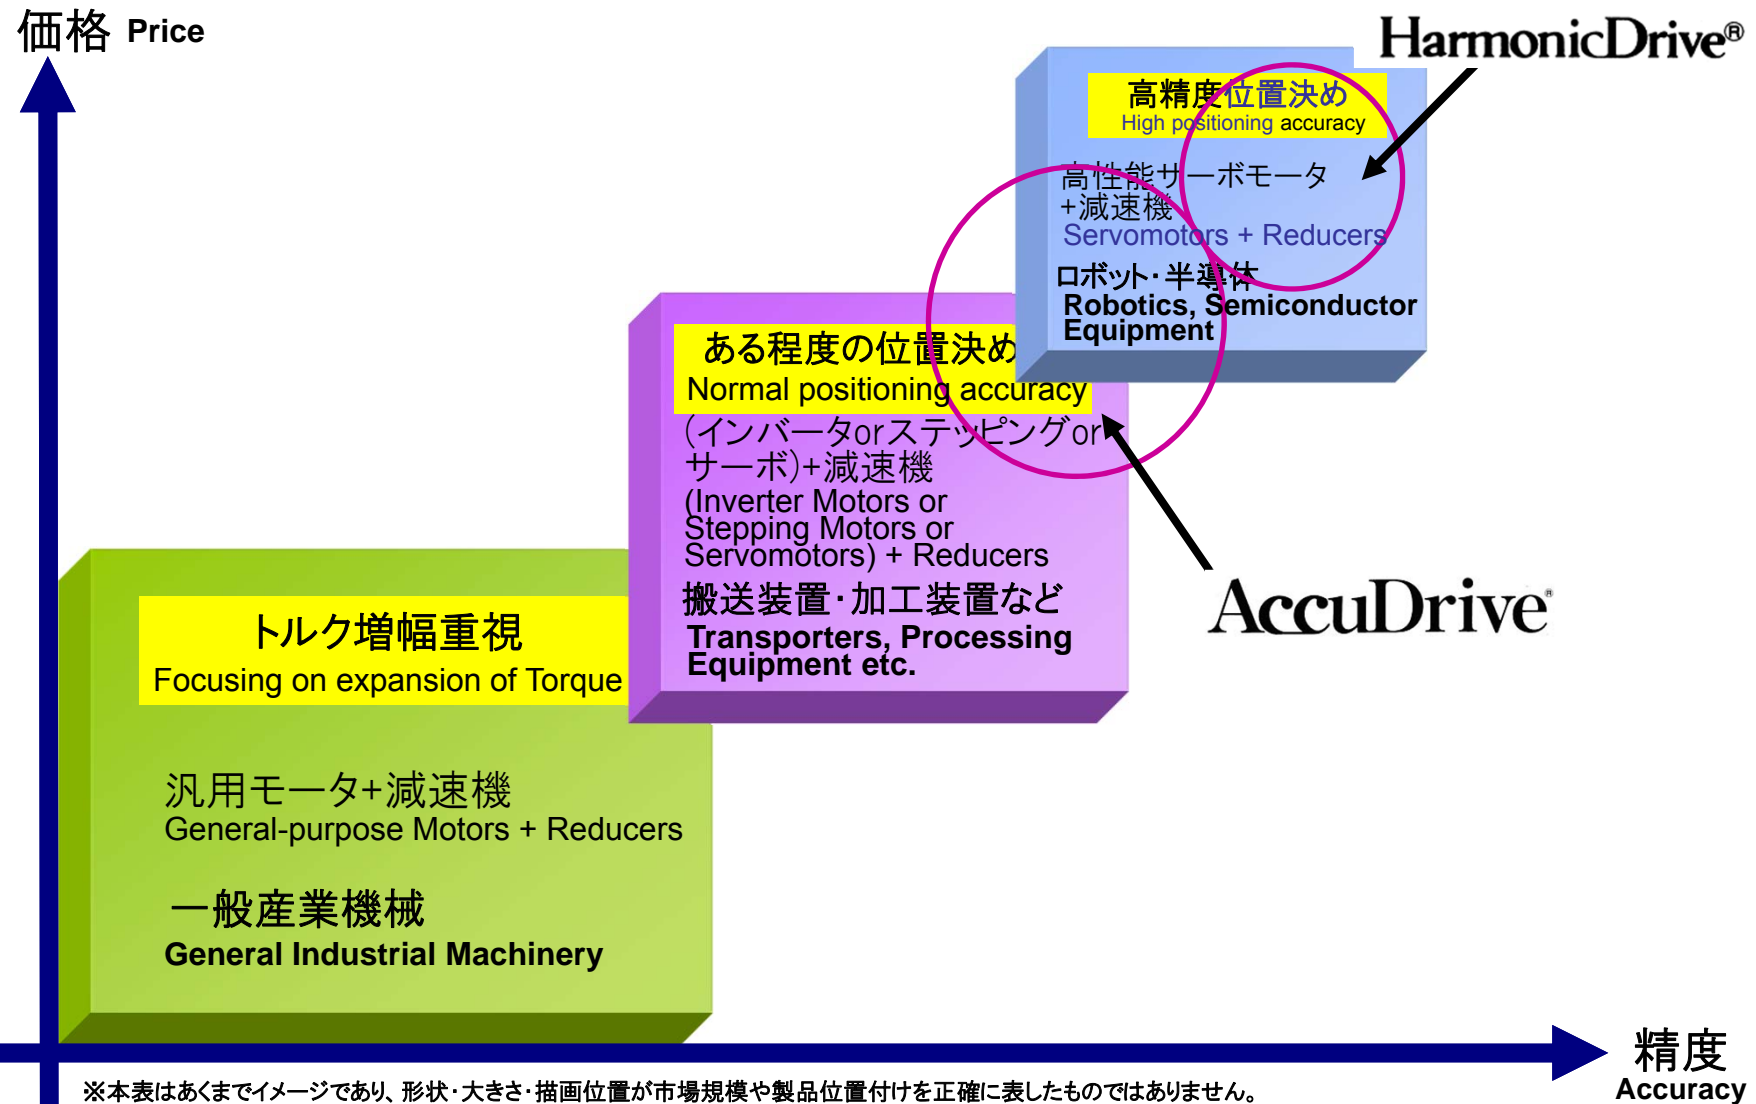 価格 Price
HarmonicDrive®
高精度位置決め
High positioning accuracy
高性能サーボモータ
+減速機
Servomotors + Reducers
ロボット･半導体
Robotics, Semiconductor
Equipment
ある程度の位置決め
Normal positioning accuracy
(インバータorステッピングor
サーボ)+減速機
(Inverter Motors or
Stepping Motors or
Servomotors) + Reducers
搬送装置･加工装置など
Transporters, Processing
Equipment etc.
AccuDrive®
トルク増幅重視
Focusing on expansion of Torque
汎用モータ+減速機
General-purpose Motors + Reducers
一般産業機械
General Industrial Machinery
精度
Accuracy
※本表はあくまでイメージであり、形状･大きさ･描画位置が市場規模や製品位置付けを正確に表したものではありません。